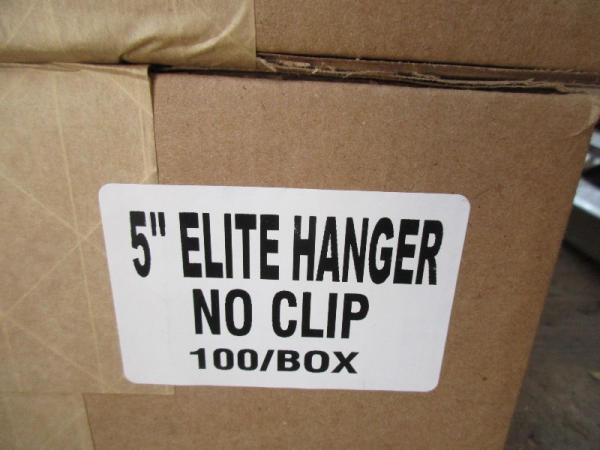 5" ELITE HANGER
NO CLIP
100/BOX